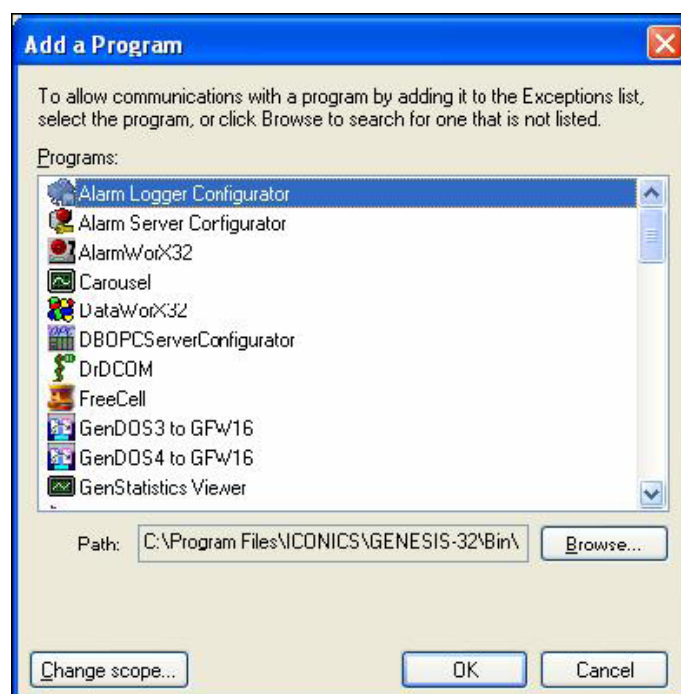 Add a Program
To allow communications with a program by adding it to the Exceptions list,
select the program, or click Browse to search for one that is not listed.
Programs:
Alarm Logger Configurator
Alarm Server Configurator
AlarmWorX32
Carousel
DataWorX32
DBOPCServerConfigurator
DrDCOM
FreeCell
GenDOS3 to GFW16
GenDOS4 to GFW16
GenStatistics Viewer
Path: C:\Program Files\ICONICS\GENESIS-32\Bin\ Browse...
Change scope... OK Cancel